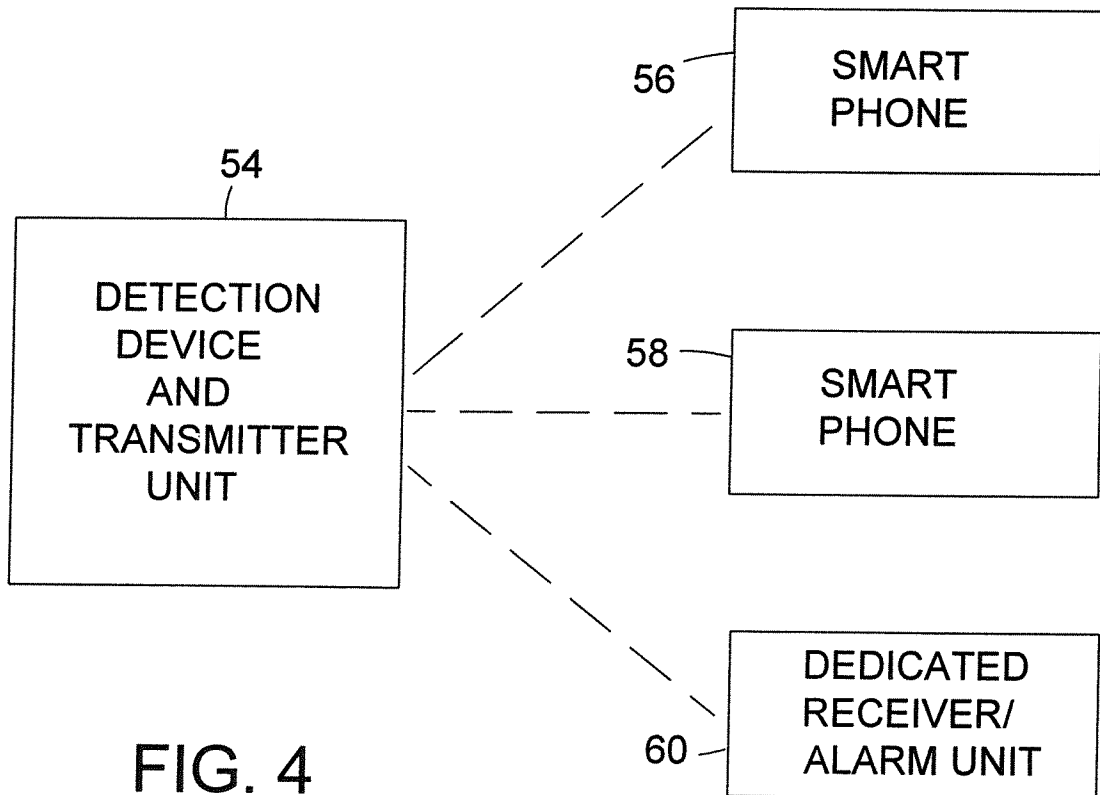 56
SMART
PHONE
54
DETECTION
DEVICE
AND
TRANSMITTER
UNIT
58
SMART
PHONE
DEDICATED
RECEIVER/
ALARM UNIT
60
FIG. 4